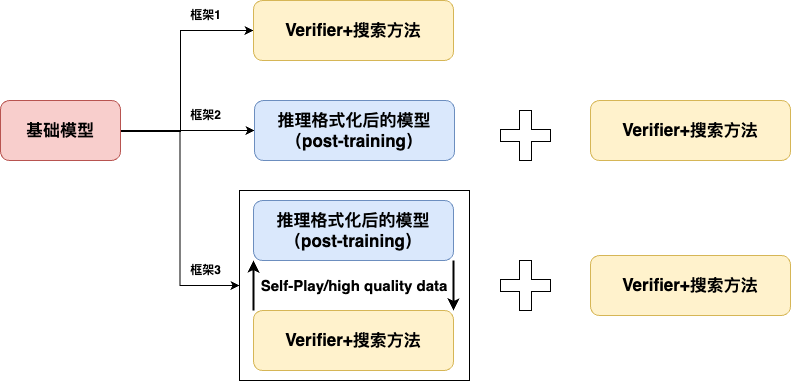 框架1
Verifier+搜索方法
基础模型
框架2
推理格式化后的模型
（post-training）
Verifier+搜索方法
框架3
推理格式化后的模型
（post-training）
Self-Play/high quality data
Verifier+搜索方法
Verifier+搜索方法